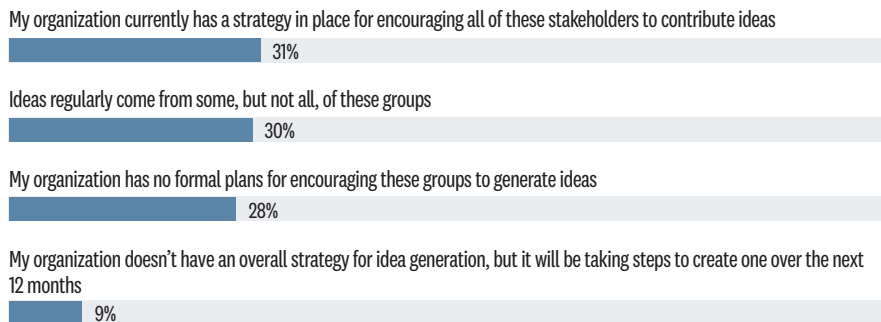 My organization currently has a strategy in place for encouraging all of these stakeholders to contribute ideas
31%
Ideas regularly come from some, but not all, of these groups
30%
My organization has no formal plans for encouraging these groups to generate ideas
28%
My organization doesn’t have an overall strategy for idea generation, but it will be taking steps to create one over the next
12 months
9%